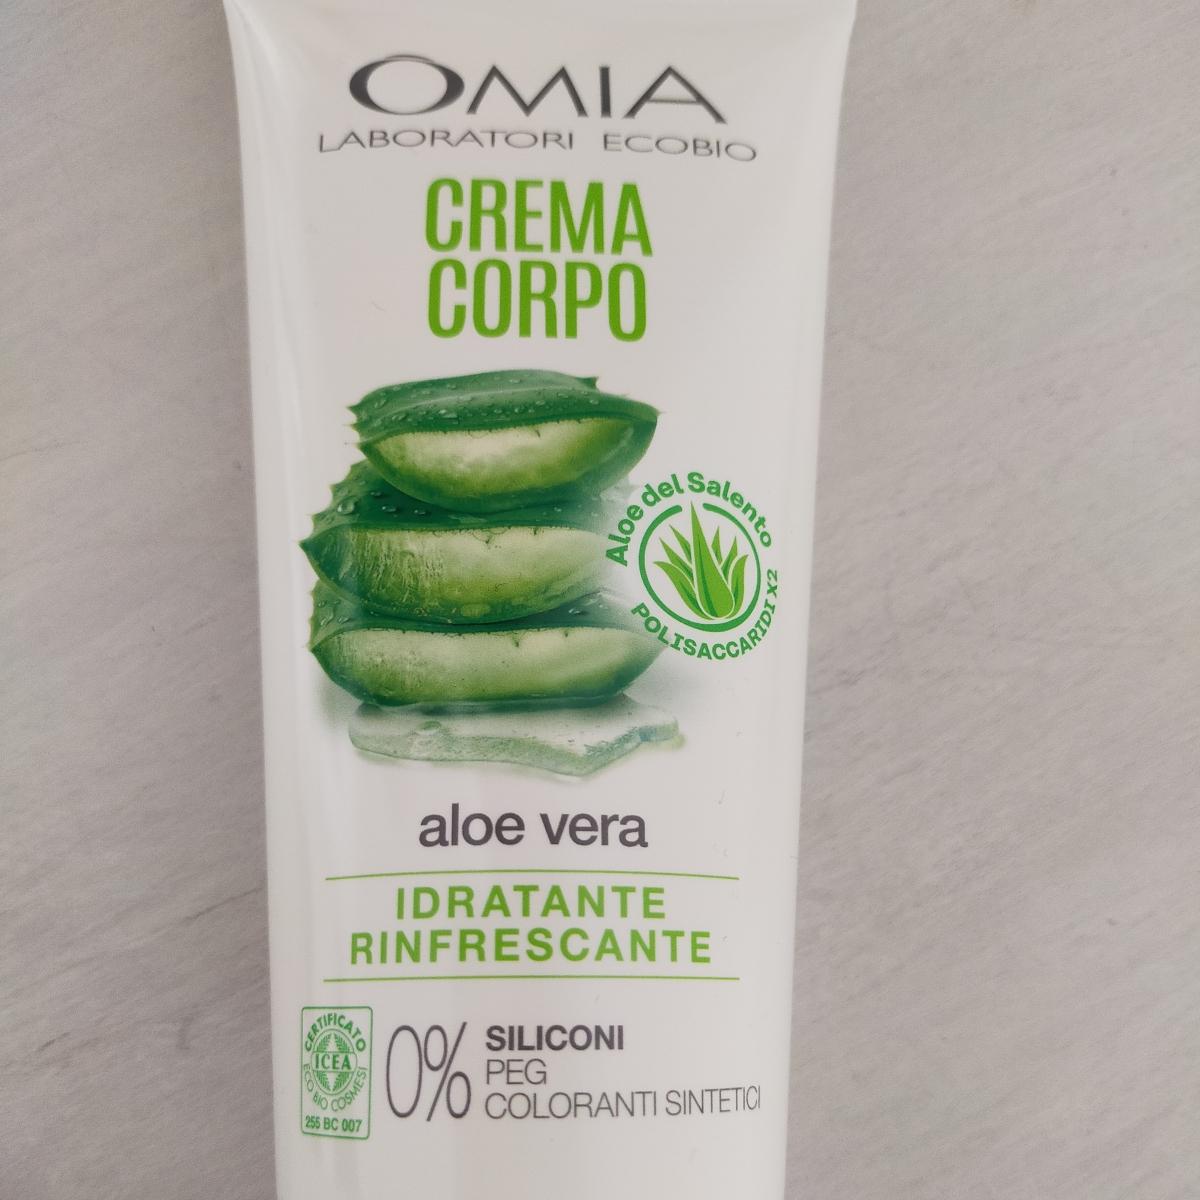 OMIA
LABORATORI ECOBIO
CREMA
CORPO
Aloe del Salento
POLISACCARIDI X2
aloe vera
IDRATANTE
RINFRESCANTE
CERTIFICATO
ICEA
ECO BIO COSMESI
255 BC 007
0%
SILICONI
PEG
COLORANTI SINTETICI